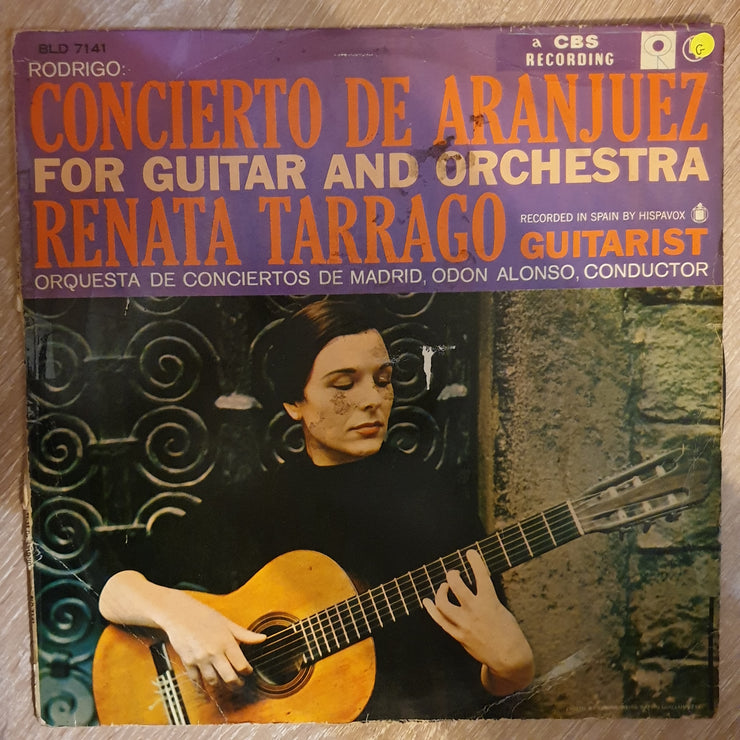 BLD 7141
a CBS
RECORDING
G
RODRIGO:
CONCIERTO DE ARANJUEZ
FOR GUITAR AND ORCHESTRA
RENATA TARRAGO
RECORDED IN SPAIN BY HISPAVOX
GUITARIST
ORQUESTA DE CONCIERTOS DE MADRID, ODON ALONSO, CONDUCTOR